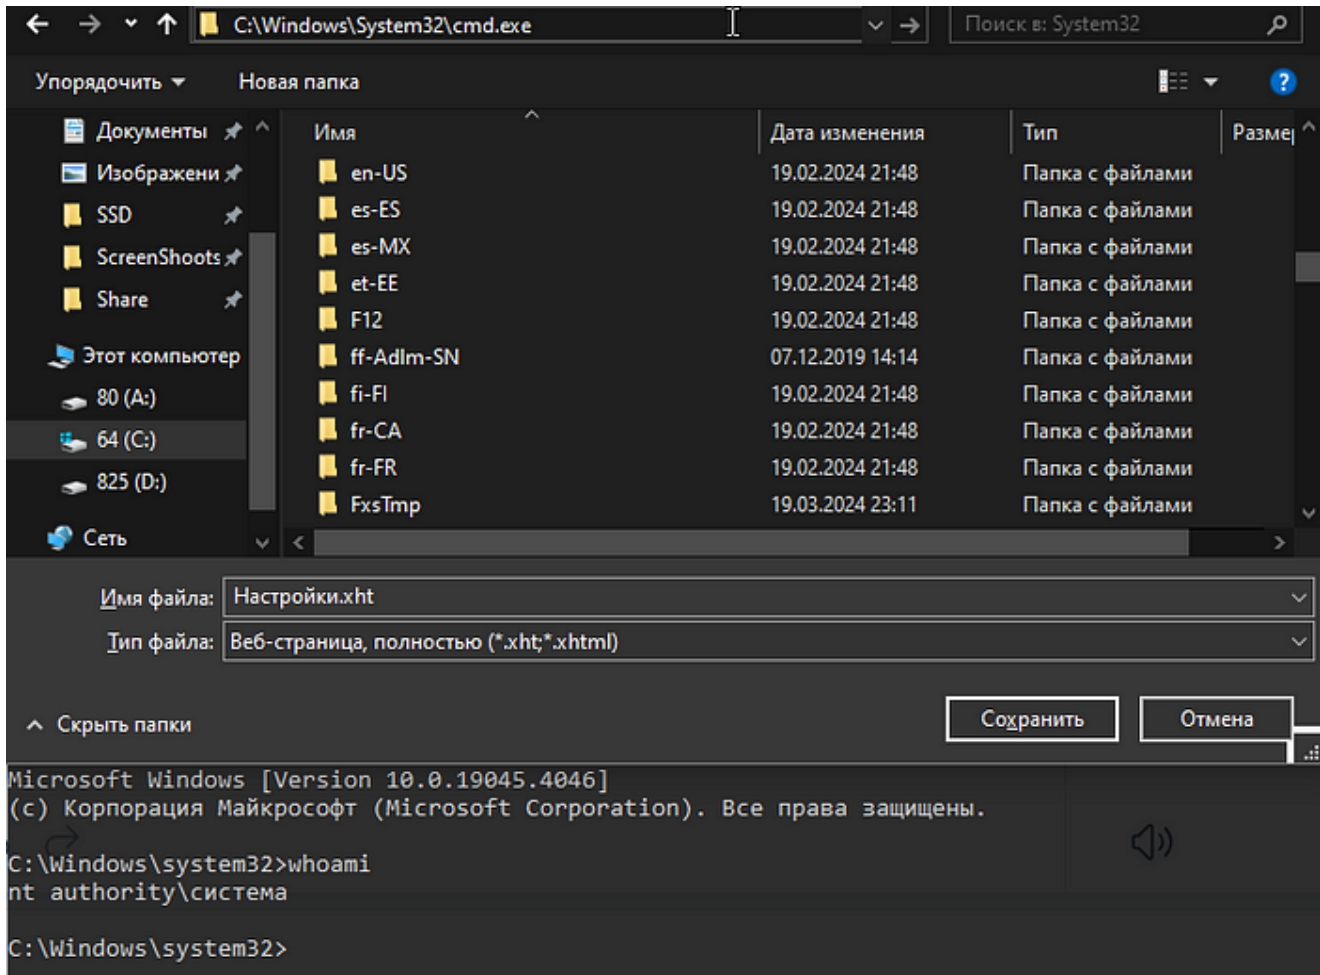 C:\Windows\System32\cmd.exe
Поиск в: System32
Упорядочить
Новая папка
Документы
Изображени
SSD
ScreenShoots
Share
Этот компьютер
80 (A:)
64 (C:)
825 (D:)
Сеть
Имя Дата изменения Тип Разме
en-US 19.02.2024 21:48 Папка с файлами
es-ES 19.02.2024 21:48 Папка с файлами
es-MX 19.02.2024 21:48 Папка с файлами
et-EE 19.02.2024 21:48 Папка с файлами
F12 19.02.2024 21:48 Папка с файлами
ff-Adlm-SN 07.12.2019 14:14 Папка с файлами
fi-FI 19.02.2024 21:48 Папка с файлами
fr-CA 19.02.2024 21:48 Папка с файлами
fr-FR 19.02.2024 21:48 Папка с файлами
FxsTmp 19.03.2024 23:11 Папка с файлами
Имя файла: Настройки.xht
Тип файла: Веб-страница, полностью (*.xht;*.xhtml)
Скрыть папки
Сохранить
Отмена
Microsoft Windows [Version 10.0.19045.4046]
(c) Корпорация Майкрософт (Microsoft Corporation). Все права защищены.
C:\Windows\system32>whoami
nt authority\система
C:\Windows\system32>